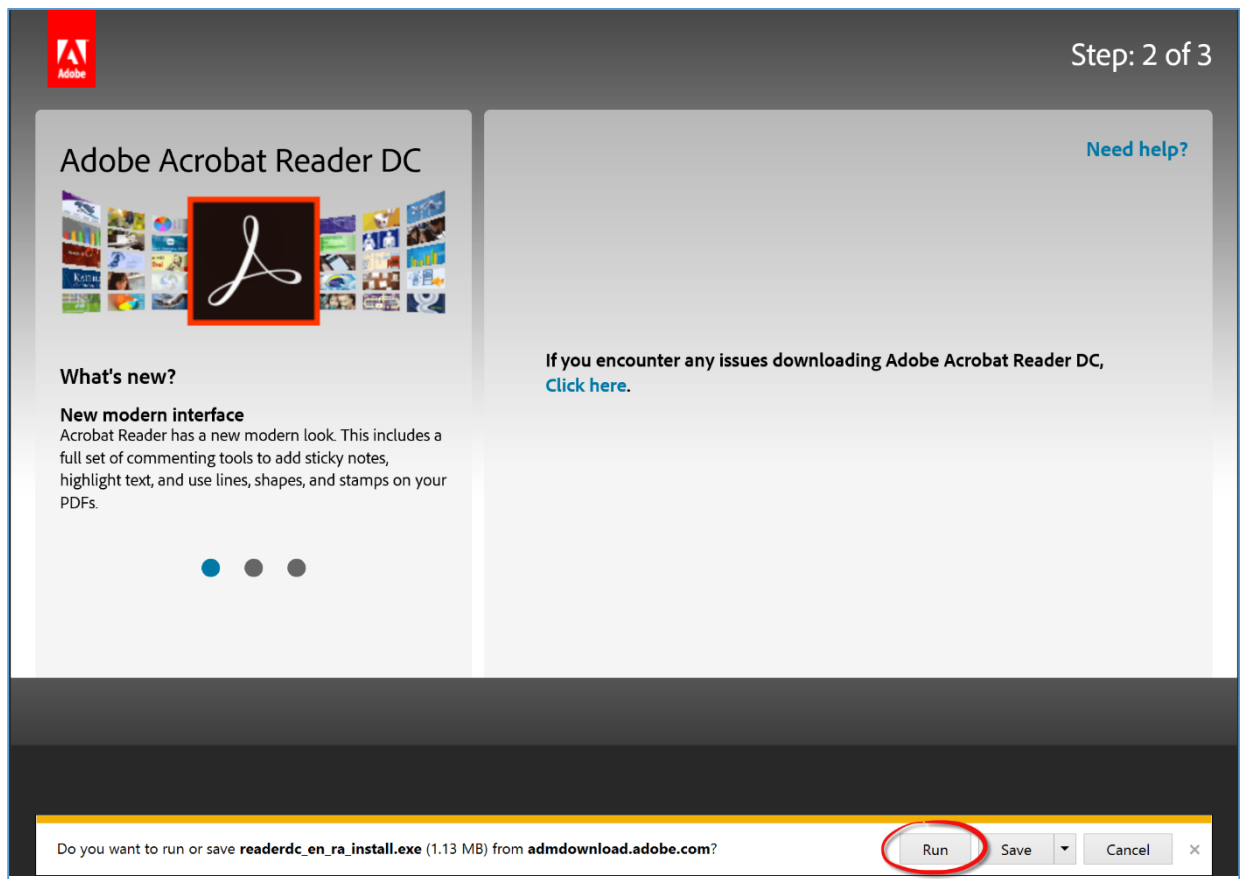 Adobe
Step: 2 of 3
Adobe Acrobat Reader DC
What's new?
New modern interface
Acrobat Reader has a new modern look. This includes a
full set of commenting tools to add sticky notes,
highlight text, and use lines, shapes, and stamps on your
PDFs.
Need help?
If you encounter any issues downloading Adobe Acrobat Reader DC,
Click here.
Do you want to run or save readerdc_en_ra_install.exe (1.13 MB) from admdownload.adobe.com?
Run
Save
Cancel